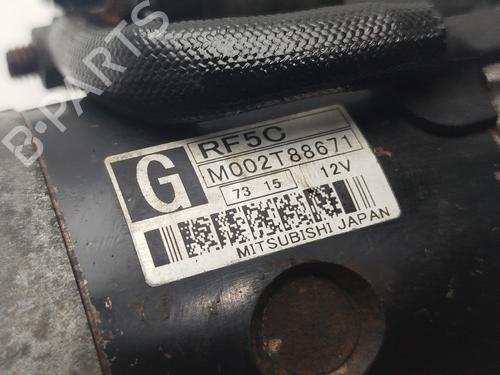 B-PARTS
G
RF5C
M002T88671
73 15 12V
MITSUBISHI JAPAN